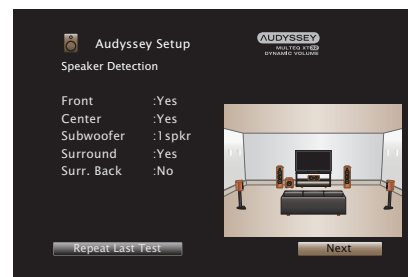 Audyssey Setup
AUDYSSEY
MULTEQ XT32
DYNAMIC VOLUME
Speaker Detection
Front :Yes
Center :Yes
Subwoofer :1spkr
Surround :Yes
Surr. Back :No
Repeat Last Test
Next